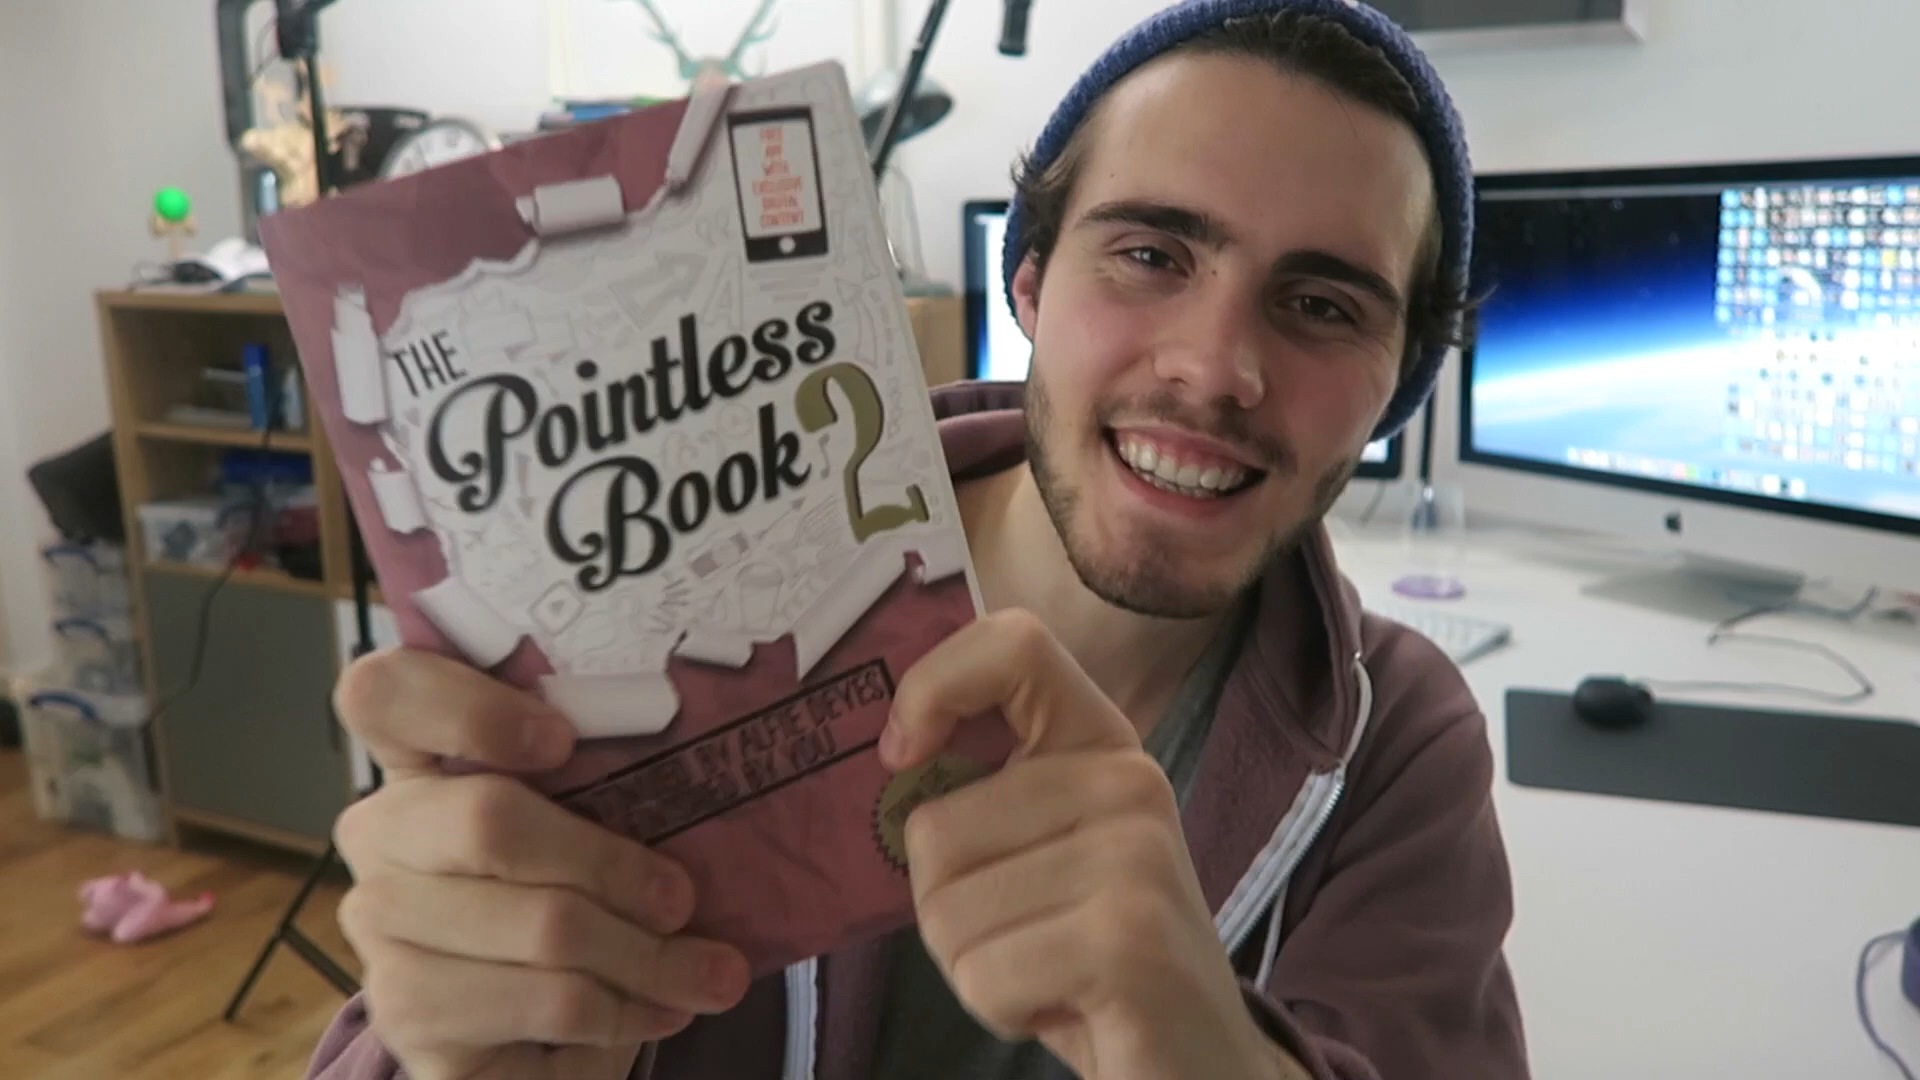 FREE
APP
WITH
EXCLUSIVE
DIGITAL
CONTENT
THE
Pointless
Book 2
BY ALFIE DEYES
BY YOU